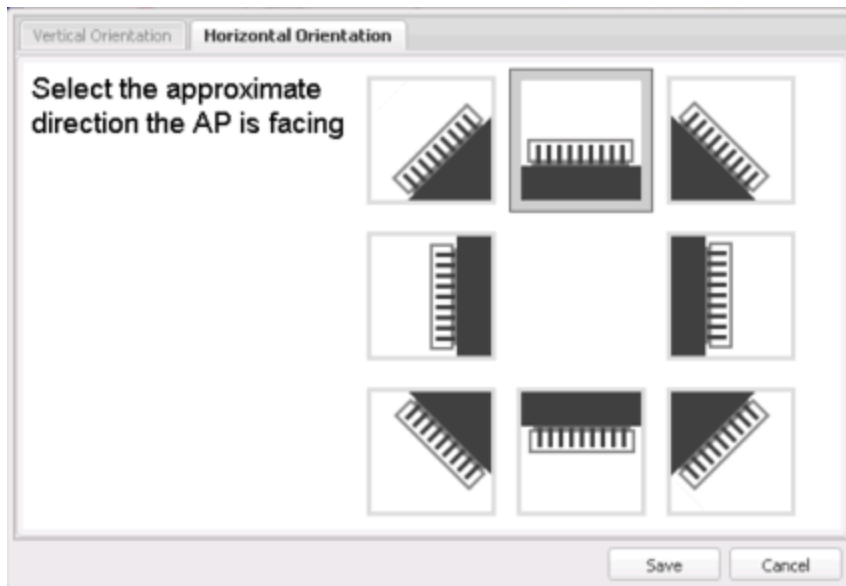 Vertical Orientation
Horizontal Orientation
Select the approximate
direction the AP is facing
Save
Cancel